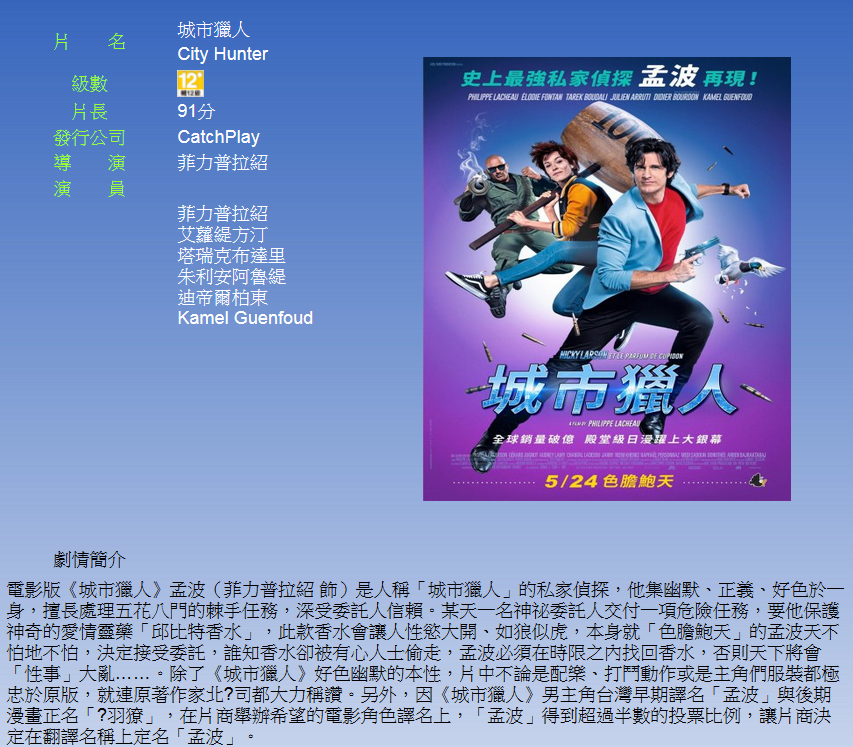 片　　名
城市獵人
City Hunter
級數
12+
輔12級
片長
91分
發行公司
CatchPlay
導　　演
菲力普拉紹
演　　員
菲力普拉紹
艾蘿緹方汀
塔瑞克布達里
朱利安阿魯緹
迪帝爾柏東
Kamel Guenfoud
史上最強私家偵探 孟波 再現！
PHILIPPE LACHEAU ELODIE FONTAN TAREK BOUDALI JULIEN ARRUTI DIDIER BOURDON KAMEL GUENFOUD
100T
NICKY LARSON ET LE PARFUM DE CUPIDON
城市獵人
A FILM BY PHILIPPE LACHEAU
全球銷量破億 殿堂級日漫躍上大銀幕
5/24 色膽鮑天
劇情簡介
電影版《城市獵人》孟波（菲力普拉紹 飾）是人稱「城市獵人」的私家偵探，他集幽默、正義、好色於一
身，擅長處理五花八門的棘手任務，深受委託人信賴。某天一名神祕委託人交付一項危險任務，要他保護
神奇的愛情靈藥「邱比特香水」，此款香水會讓人性慾大開、如狼似虎，本身就「色膽鮑天」的孟波天不
怕地不怕，決定接受委託，誰知香水卻被有心人士偷走，孟波必須在時限之內找回香水，否則天下將會
「性事」大亂……。除了《城市獵人》好色幽默的本性，片中不論是配樂、打鬥動作或是主角們服裝都極
忠於原版，就連原著作家北?司都大力稱讚。另外，因《城市獵人》男主角台灣早期譯名「孟波」與後期
漫畫正名「?羽獠」，在片商舉辦希望的電影角色譯名上，「孟波」得到超過半數的投票比例，讓片商決
定在翻譯名稱上定名「孟波」。